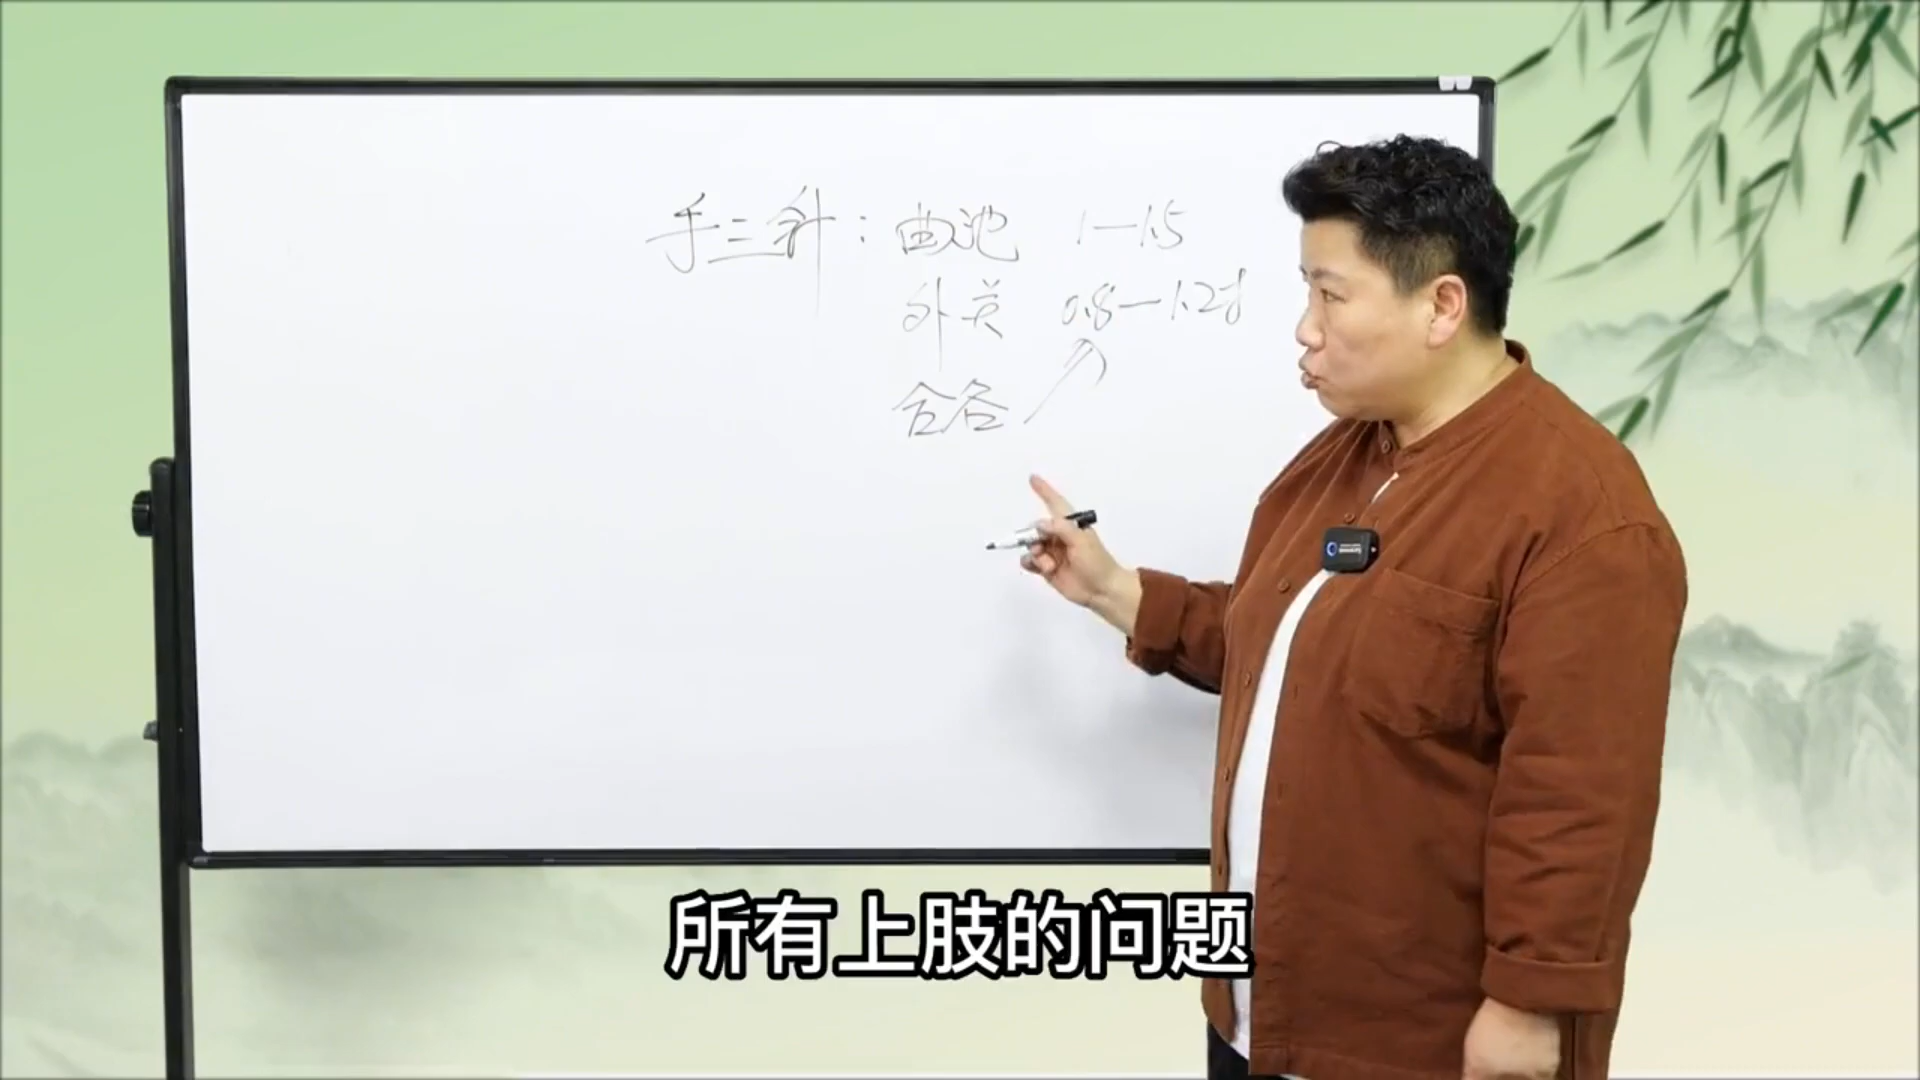 手三针：曲池 1—1.5
外关 0.8—1.2寸
合谷
所有上肢的问题